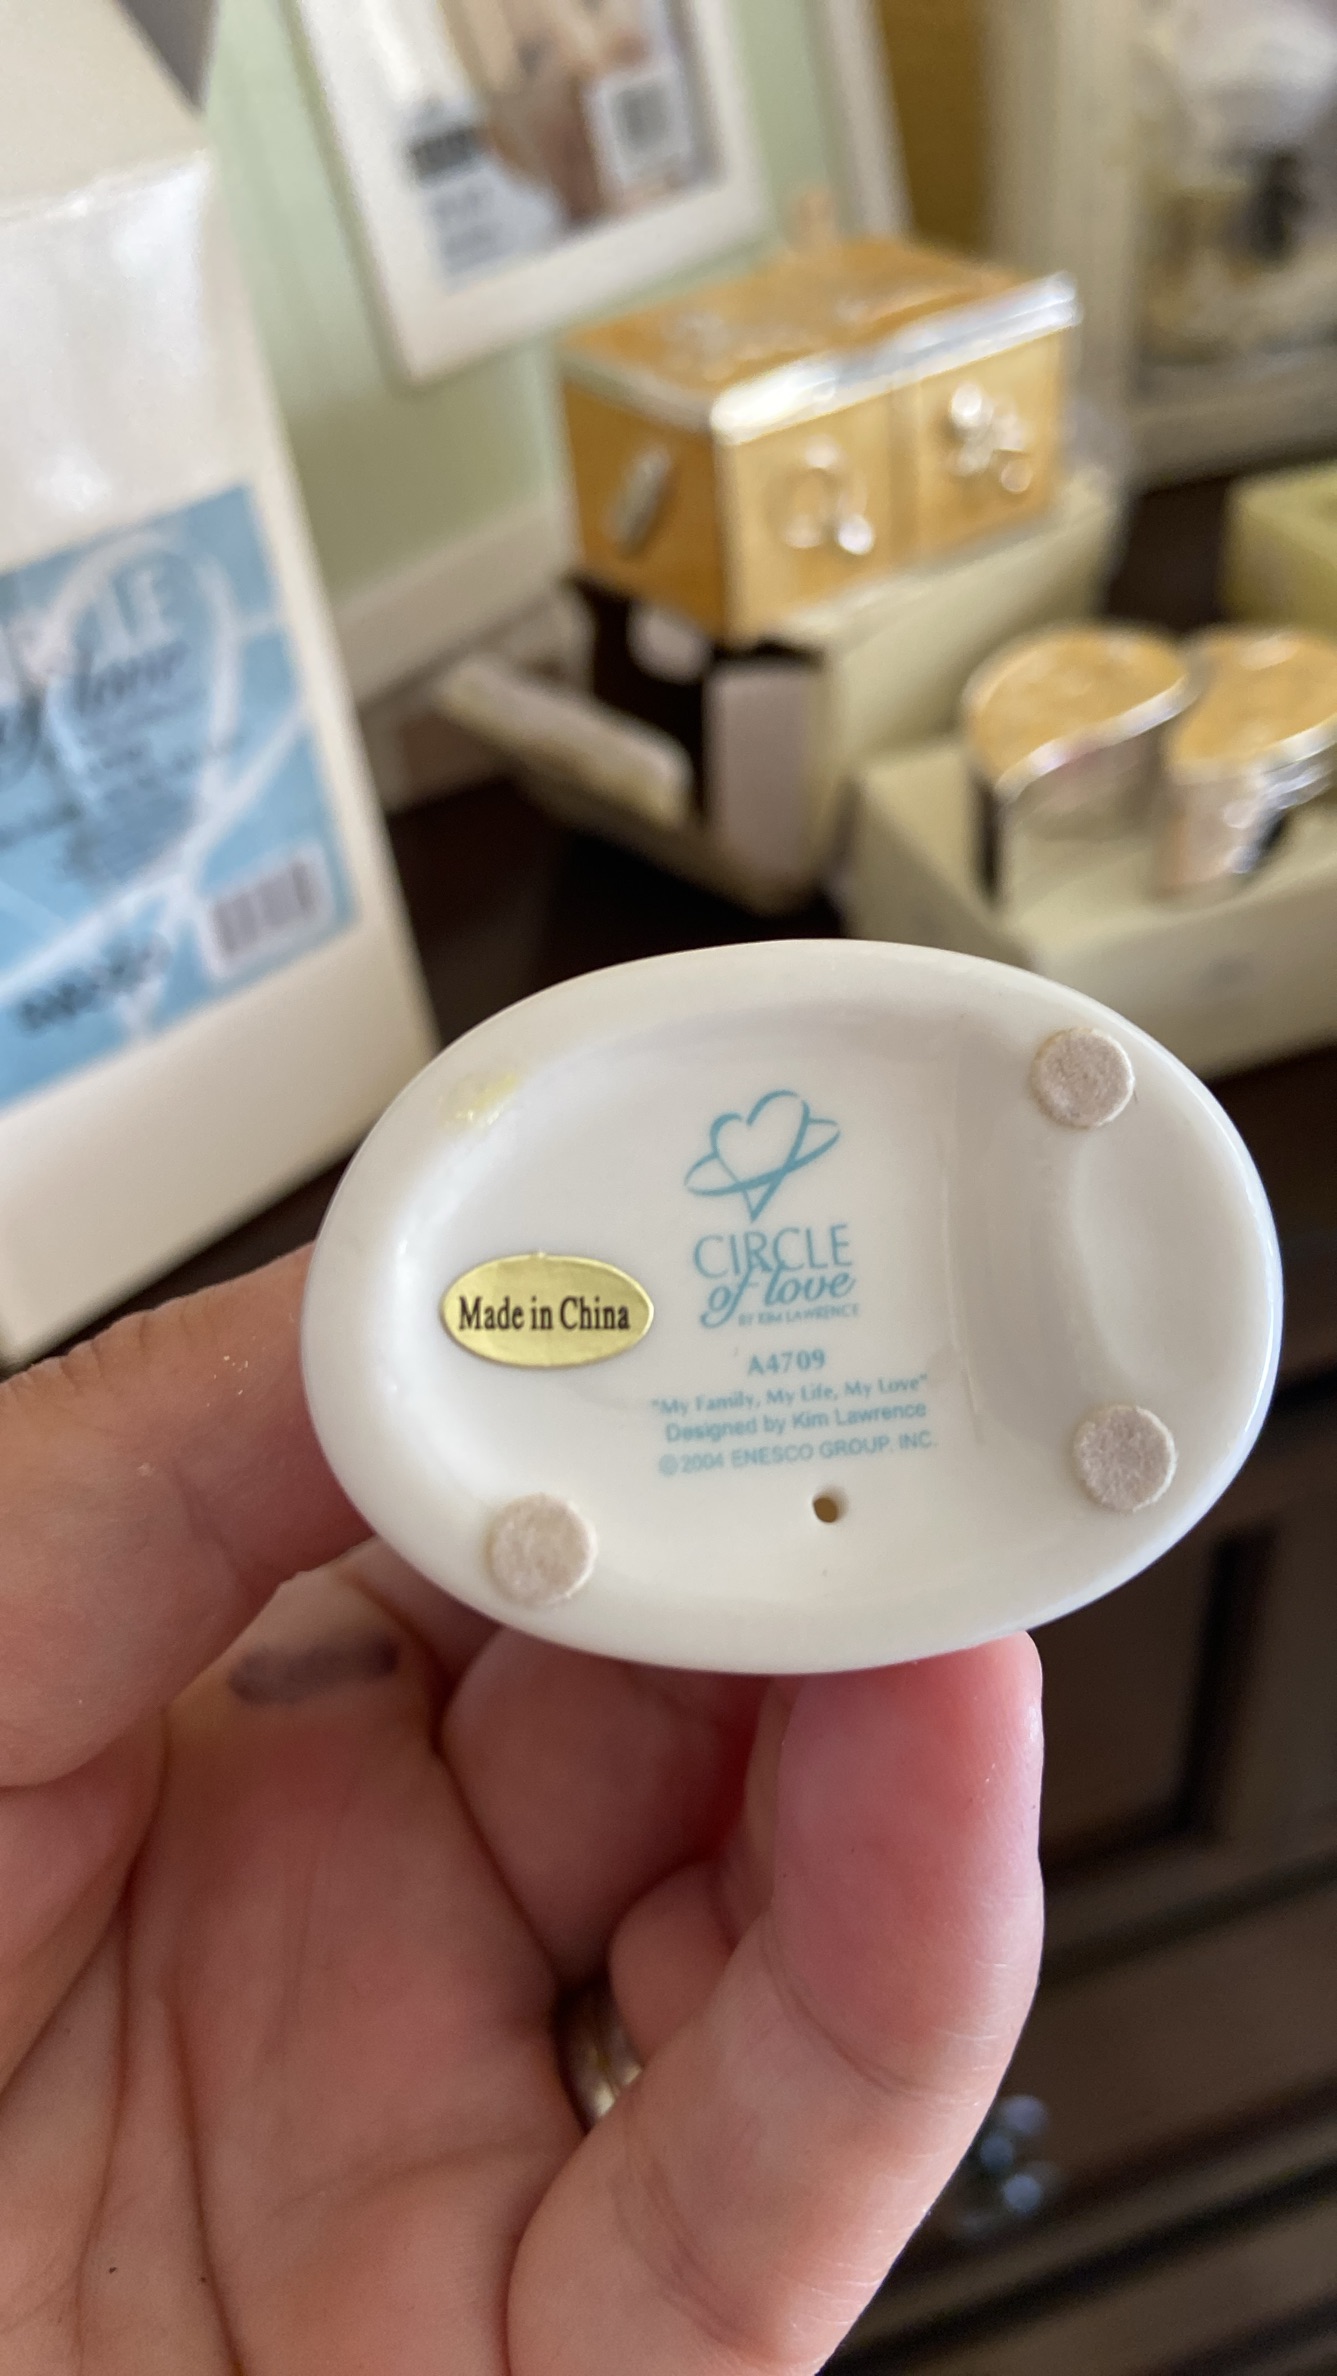 CIRCLE
of love
BY KIM LAWRENCE
Made in China
A4709
"My Family, My Life, My Love"
Designed by Kim Lawrence
©2004 ENESCO GROUP, INC.
love